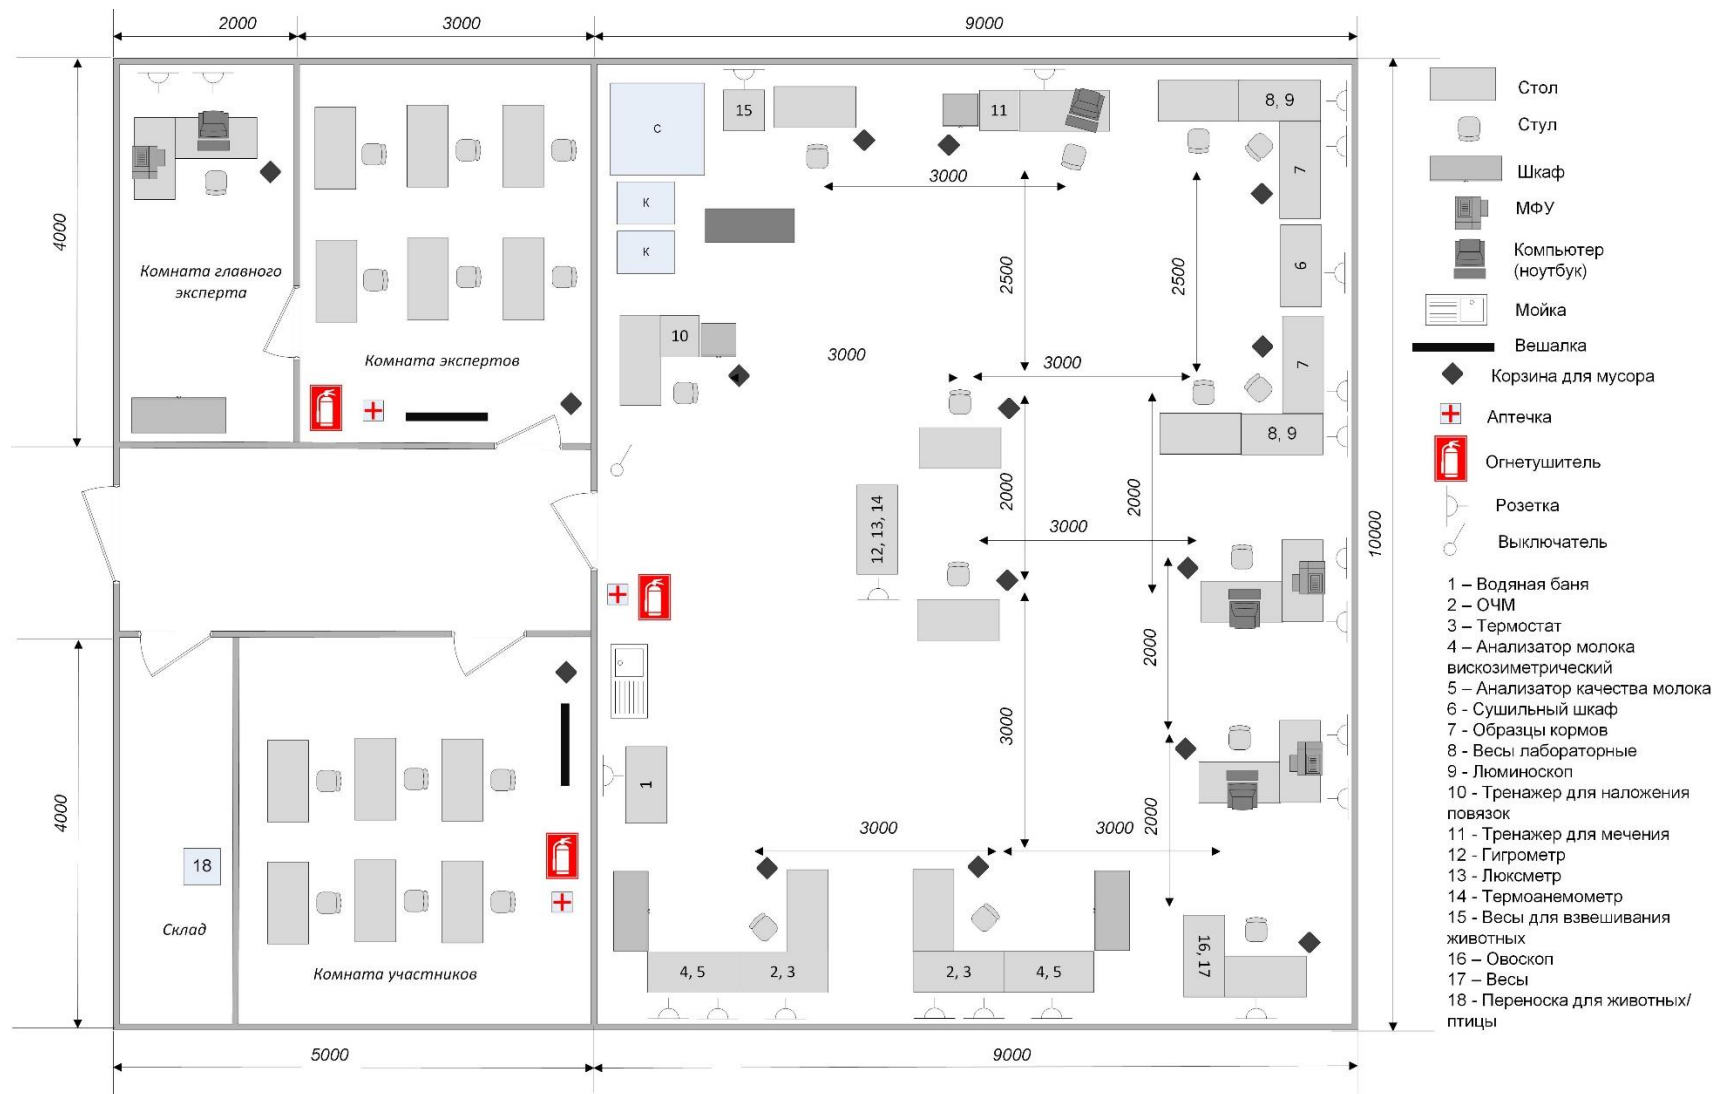 2000
3000
9000
4000
Комната главного
эксперта
Комната экспертов
С
К
К
15
11
8, 9
7
6
7
8, 9
10
3000
2500
2500
3000
3000
12, 13, 14
2000
2000
3000
10000
2000
3000
2000
3000
3000
1
4000
18
Склад
Комната участников
4, 5
2, 3
2, 3
4, 5
16, 17
5000
9000
Стол
Стул
Шкаф
МФУ
Компьютер
(ноутбук)
Мойка
Вешалка
Корзина для мусора
Аптечка
Огнетушитель
Розетка
Выключатель
1 – Водяная баня
2 – ОЧМ
3 – Термостат
4 – Анализатор молока
вискозиметрический
5 – Анализатор качества молока
6 - Сушильный шкаф
7 - Образцы кормов
8 - Весы лабораторные
9 - Люминоскоп
10 - Тренажер для наложения
повязок
11 - Тренажер для мечения
12 - Гигрометр
13 - Люксметр
14 - Термоанемометр
15 - Весы для взвешивания
животных
16 – Овоскоп
17 – Весы
18 - Переноска для животных/
птицы